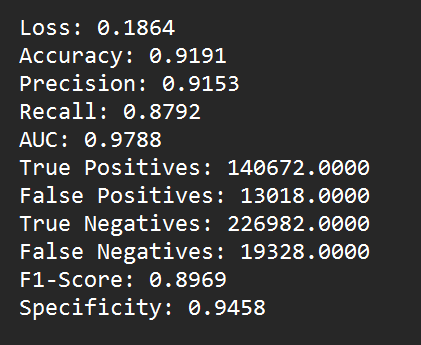 Loss: 0.1864
Accuracy: 0.9191
Precision: 0.9153
Recall: 0.8792
AUC: 0.9788
True Positives: 140672.0000
False Positives: 13018.0000
True Negatives: 226982.0000
False Negatives: 19328.0000
F1-Score: 0.8969
Specificity: 0.9458